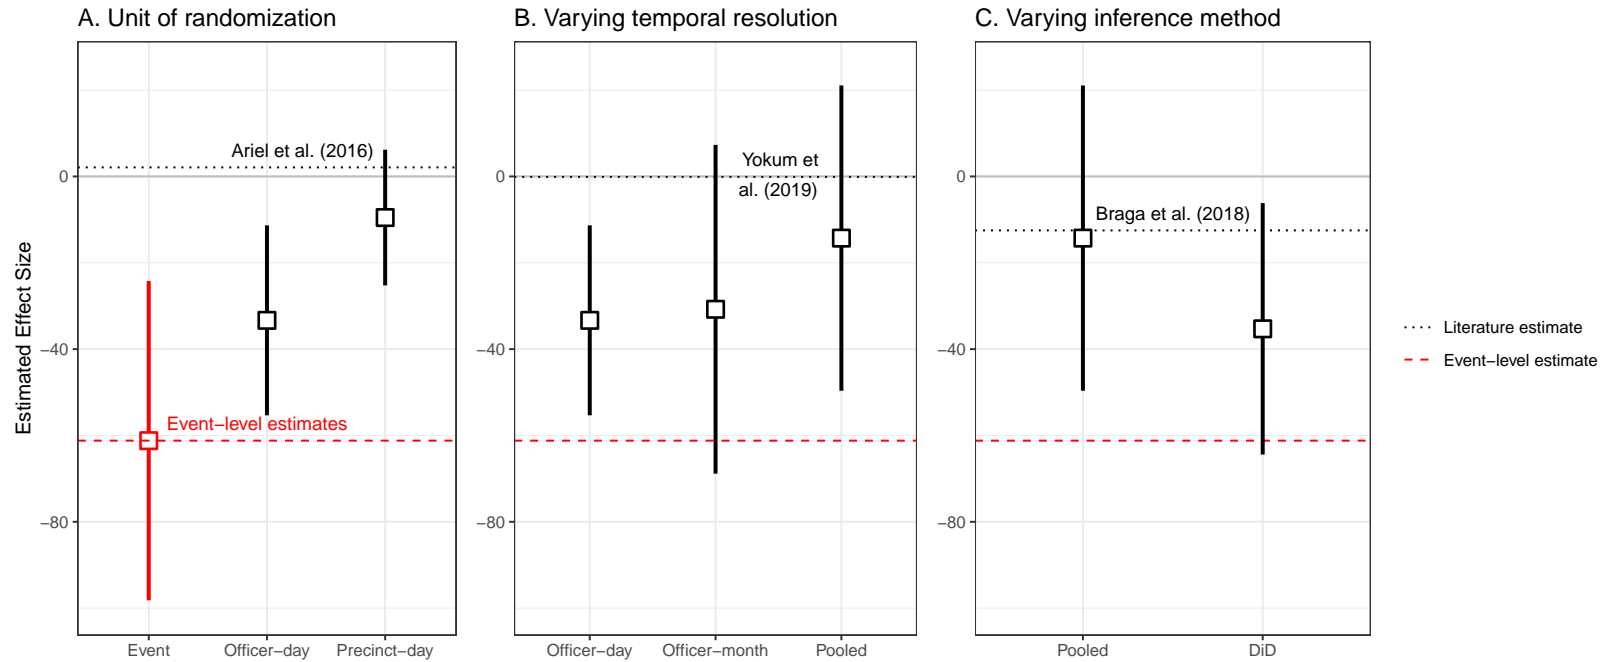 A. Unit of randomization
B. Varying temporal resolution
C. Varying inference method
Estimated Effect Size
0
−40
−80
Ariel et al. (2016)
Event−level estimates
Event
Officer−day
Precinct−day
0
−40
−80
Yokum et
al. (2019)
Officer−day
Officer−month
Pooled
0
−40
−80
Braga et al. (2018)
Pooled
DiD
Literature estimate
Event−level estimate